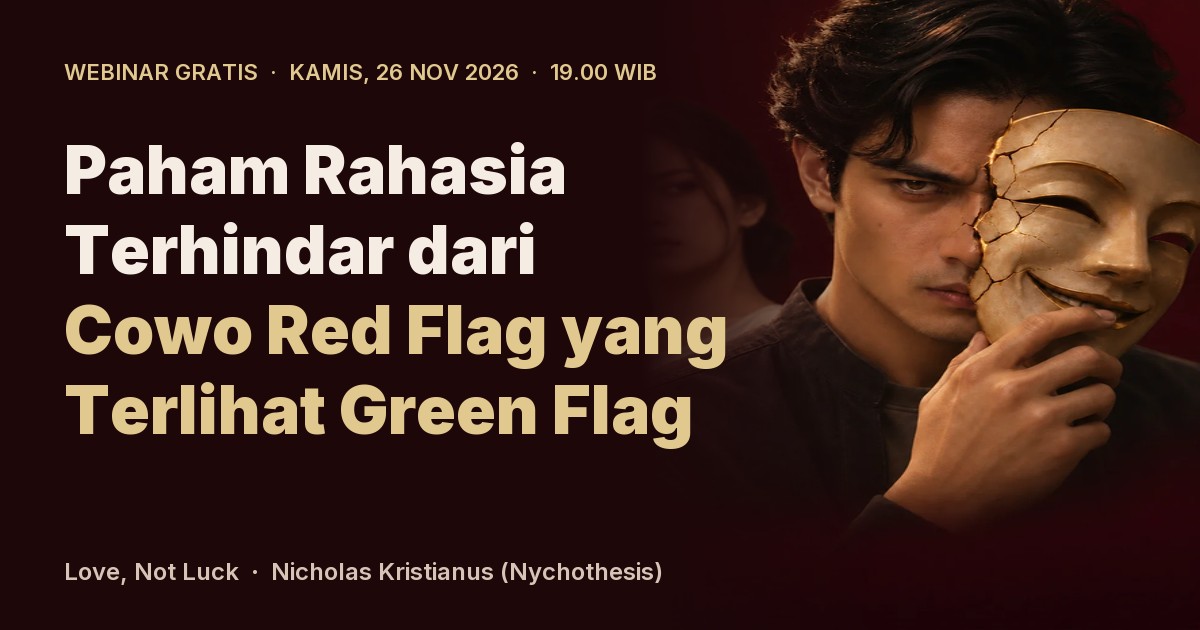 WEBINAR GRATIS · KAMIS, 26 NOV 2026 · 19.00 WIB
Paham Rahasia
Terhindar dari
Cowo Red Flag yang
Terlihat Green Flag
Love, Not Luck · Nicholas Kristianus (Nychothesis)